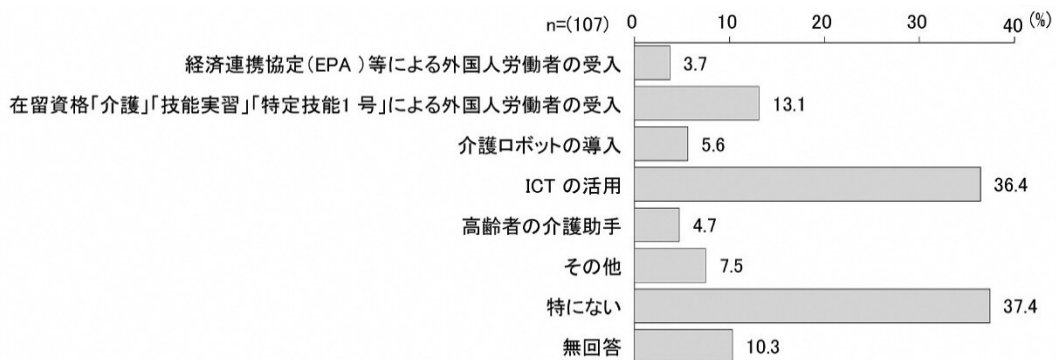 n=(107) 0 10 20 30 40 (%)
経済連携協定(EPA )等による外国人労働者の受入 3.7
在留資格「介護」「技能実習」「特定技能1 号」による外国人労働者の受入 13.1
介護ロボットの導入 5.6
ICT の活用 36.4
高齢者の介護助手 4.7
その他 7.5
特にない 37.4
無回答 10.3